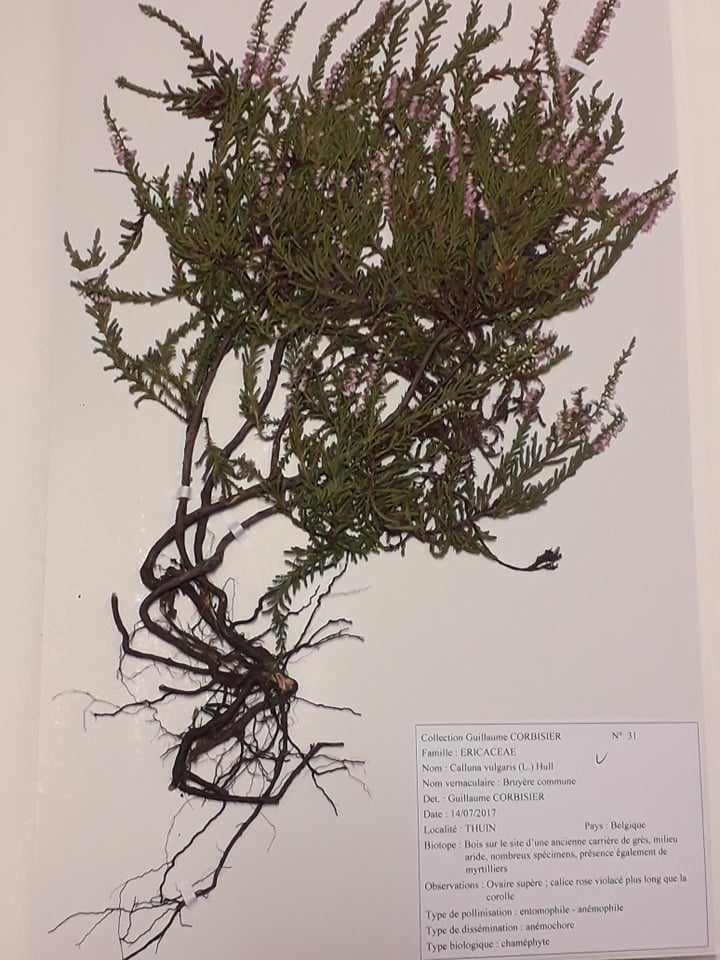 Collection Guillaume CORBISIER N° 31
Famille : ERICACEAE
Nom : Calluna vulgaris (L.) Hull
Nom vernaculaire : Bruyère commune
Det. : Guillaume CORBISIER
Date : 14/07/2017
Localité : THUIN Pays : Belgique
Biotope : Bois sur le site d'une ancienne carrière de grès, milieu
aride, nombreux spécimens, présence également de
myrtilliers
Observations : Ovaire supère ; calice rose violacé plus long que la
corolle
Type de pollinisation : entomophile - anémophile
Type de dissémination : anémochore
Type biologique : chaméphyte